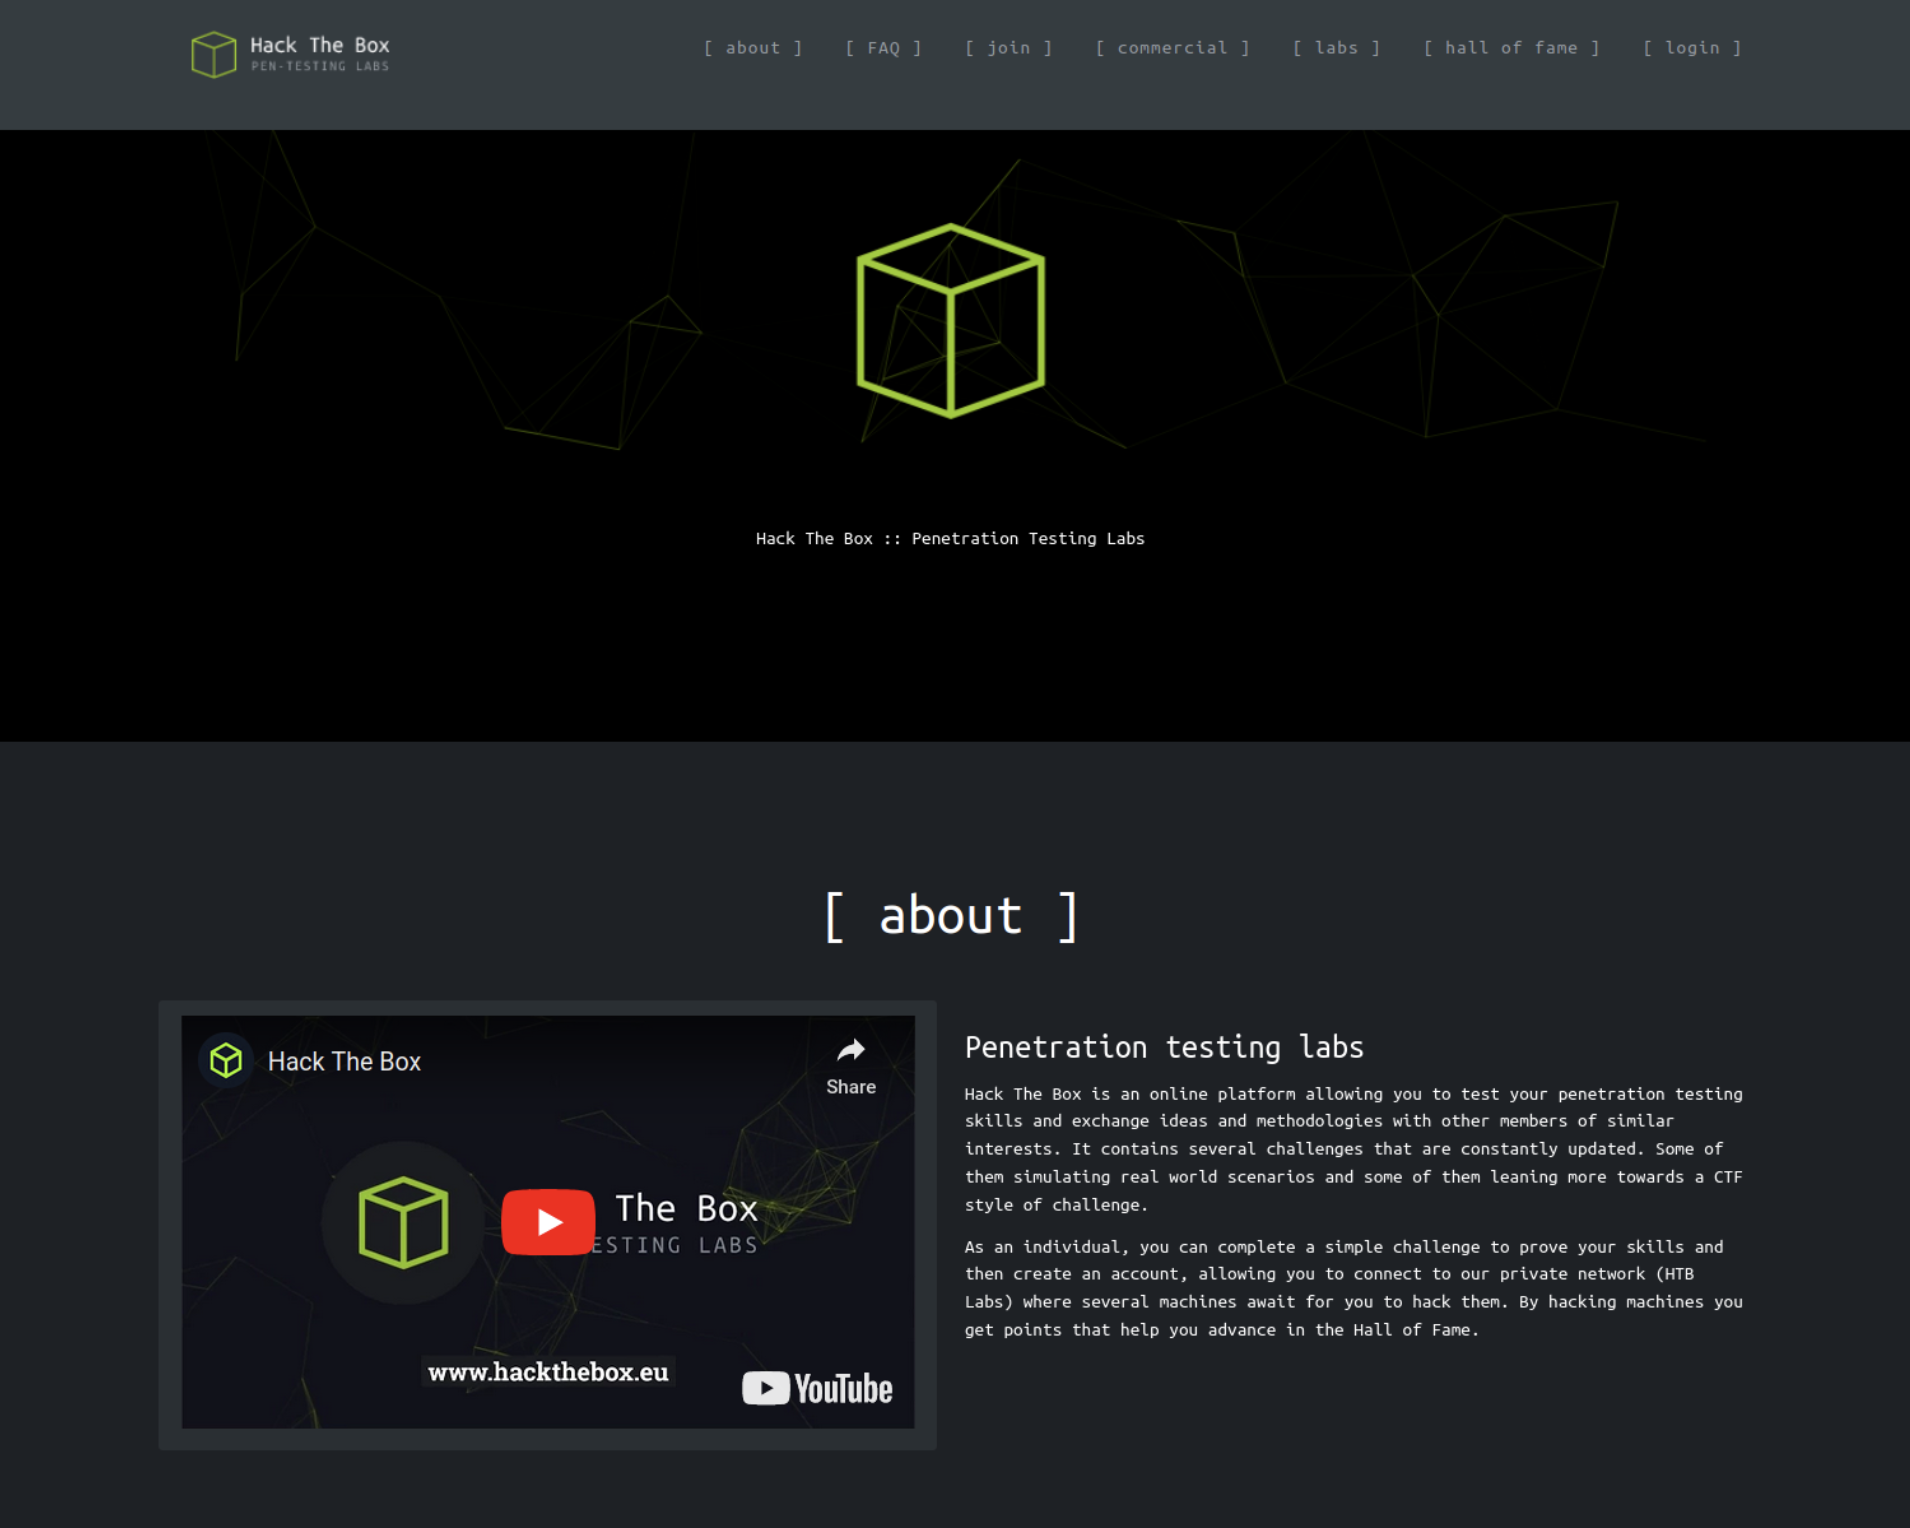 Hack The Box
PEN-TESTING LABS
[ about ] [ FAQ ] [ join ] [ commercial ] [ labs ] [ hall of fame ] [ login ]
Hack The Box :: Penetration Testing Labs
[ about ]
Hack The Box
Share
The Box
ESTING LABS
www.hackthebox.eu
YouTube
Penetration testing labs
Hack The Box is an online platform allowing you to test your penetration testing
skills and exchange ideas and methodologies with other members of similar
interests. It contains several challenges that are constantly updated. Some of
them simulating real world scenarios and some of them leaning more towards a CTF
style of challenge.
As an individual, you can complete a simple challenge to prove your skills and
then create an account, allowing you to connect to our private network (HTB
Labs) where several machines await for you to hack them. By hacking machines you
get points that help you advance in the Hall of Fame.